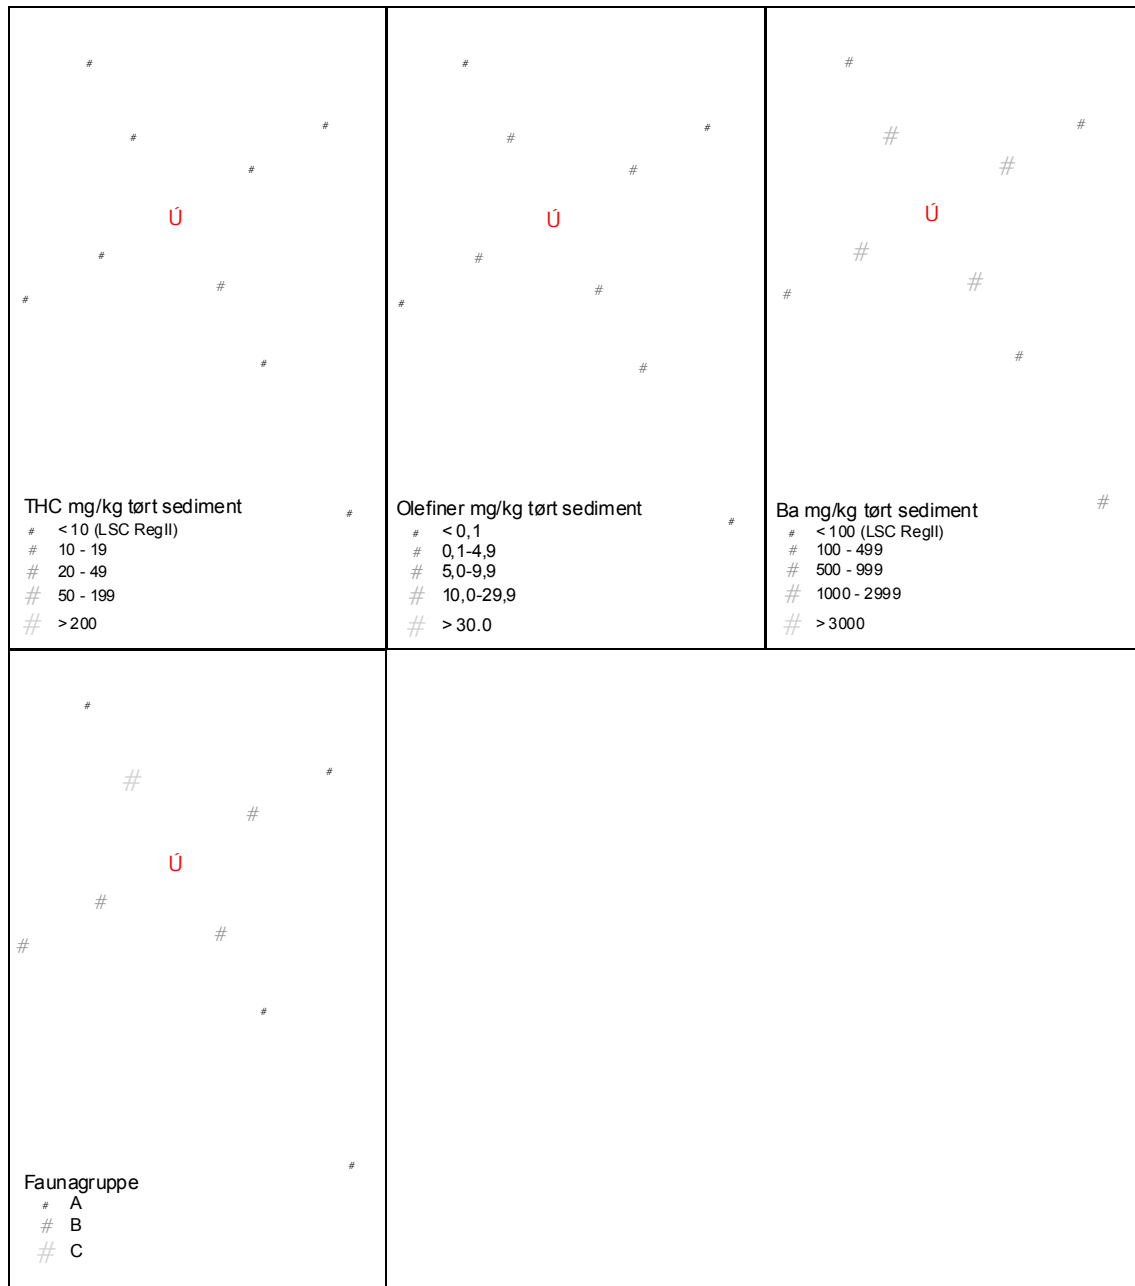 #
#
#
#
Ú
#
#
#
#
#
THC mg/kg tørt sediment
# < 10 (LSC RegII)
# 10 - 19
# 20 - 49
# 50 - 199
# > 200
#
#
#
#
Ú
#
#
#
#
#
Olefiner mg/kg tørt sediment
# < 0,1
# 0,1-4,9
# 5,0-9,9
# 10,0-29,9
# > 30.0
#
#
#
#
Ú
#
#
#
#
#
Ba mg/kg tørt sediment
# < 100 (LSC RegII)
# 100 - 499
# 500 - 999
# 1000 - 2999
# > 3000
#
#
#
#
Ú
#
#
#
#
#
Faunagruppe
# A
# B
# C